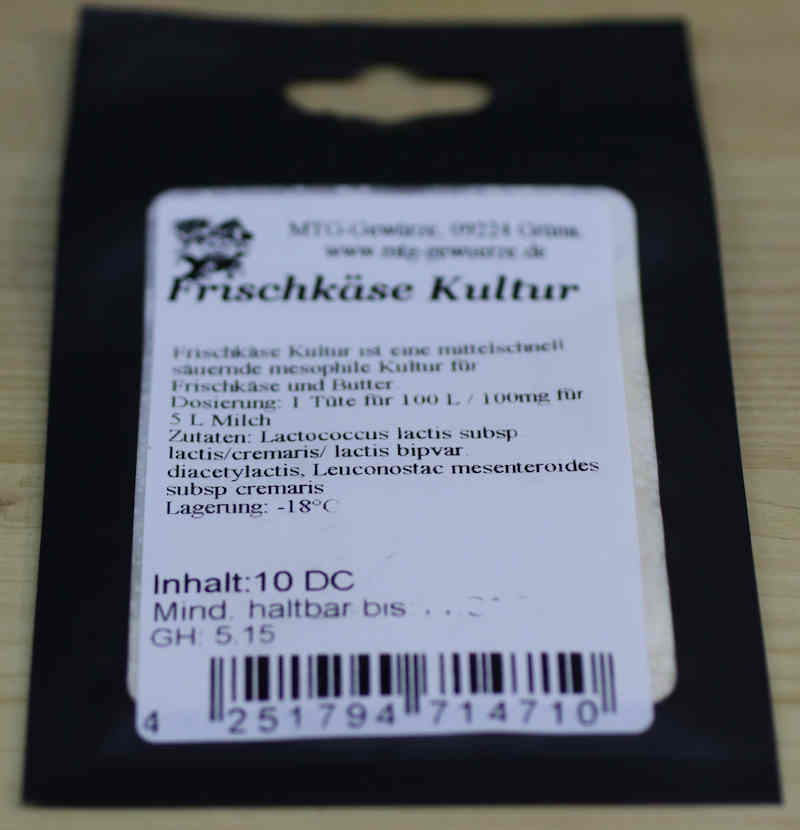 MTG-Gewürze, 09224 Grüna,
www.mtg-gewuerze.de
Frischkäse Kultur
Frischkäse Kultur ist eine mittelschnell
säuernde mesophile Kultur für
Frischkäse und Butter
Dosierung: 1 Tüte für 100 L / 100mg für
5 L Milch
Zutaten: Lactococcus lactis subsp
lactis/cremaris/ lactis bipvar.
diacetylactis, Leuconostac mesenteroides
subsp cremaris
Lagerung: -18°C
Inhalt:10 DC
Mind. haltbar bis
GH: 5.15
4 251794 714710